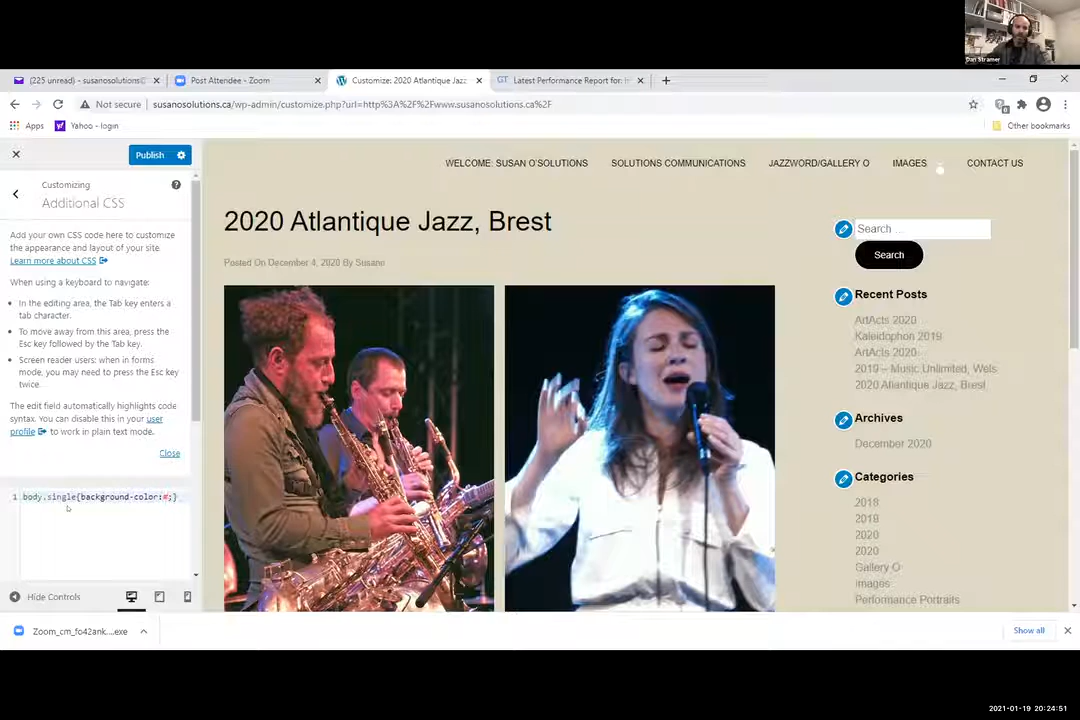 Dan Stramer
(225 unread) - susanosolutions
Post Attendee - Zoom
Customize: 2020 Atlantique Jazz,
GT Latest Performance Report for: h
Not secure
susanosolutions.ca/wp-admin/customize.php?url=http%3A%2F%2Fwww.susanosolutions.ca%2F
Apps
Yahoo - login
Other bookmarks
Publish
WELCOME: SUSAN O'SOLUTIONS
SOLUTIONS COMMUNICATIONS
JAZZWORD/GALLERY O
IMAGES
CONTACT US
Customizing
Additional CSS
Add your own CSS code here to customize
the appearance and layout of your site.
Learn more about CSS
When using a keyboard to navigate:
In the editing area, the Tab key enters a
tab character.
To move away from this area, press the
Esc key followed by the Tab key.
Screen reader users: when in forms
mode, you may need to press the Esc key
twice.
The edit field automatically highlights code
syntax. You can disable this in your user
profile to work in plain text mode.
Close
1 body.single{background-color:#;}
Hide Controls
2020 Atlantique Jazz, Brest
Posted On December 4, 2020 By Susano
Search ...
Search
Recent Posts
ArtActs 2020
Kaleidophon 2019
ArtActs 2020
2019 – Music Unlimited, Wels
2020 Atlantique Jazz, Brest
Archives
December 2020
Categories
2018
2019
2020
2020
Gallery O
Images
Performance Portraits
Zoom_cm_fo42ank....exe
Show all
2021-01-19 20:24:51